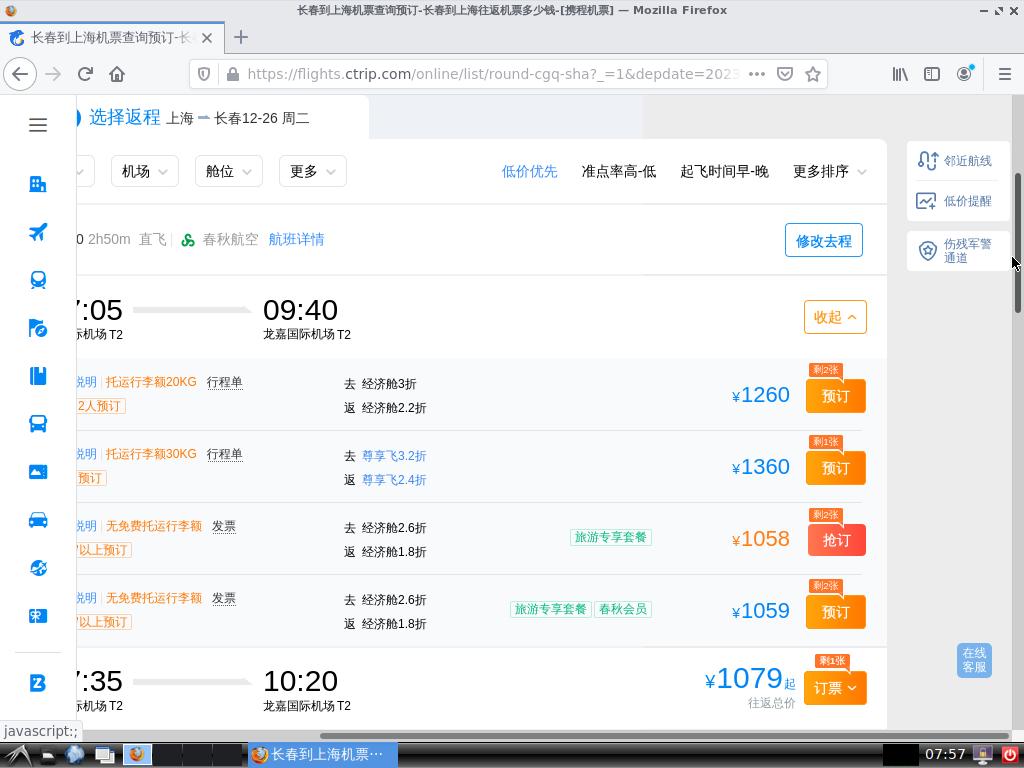 长春到上海机票查询预订-长春到上海往返机票多少钱-[携程机票] — Mozilla Firefox
长春到上海机票查询预订-长春
https://flights.ctrip.com/online/list/round-cgq-sha?_=1&depdate=2023
选择返程 上海 长春12-26 周二
机场 舱位 更多 低价优先 准点率高-低 起飞时间早-晚 更多排序
邻近航线
低价提醒
0 2h50m 直飞 春秋航空 航班详情 修改去程
伤残军警
通道
7:05 09:40 收起
际机场 T2 龙嘉国际机场 T2
剩2张
说明 托运行李额20KG 行程单 去 经济舱3折 ¥1260 预订
2人预订 返 经济舱2.2折
剩1张
说明 托运行李额30KG 行程单 去 尊享飞3.2折 ¥1360 预订
预订 返 尊享飞2.4折
剩2张
说明 无免费托运行李额 发票 去 经济舱2.6折 旅游专享套餐 ¥1058 抢订
以上预订 返 经济舱1.8折
剩2张
说明 无免费托运行李额 发票 去 经济舱2.6折 旅游专享套餐 春秋会员 ¥1059 预订
以上预订 返 经济舱1.8折
在线
客服
剩1张
7:35 10:20 ¥1079起 订票
际机场 T2 龙嘉国际机场 T2 往返总价
javascript:;
长春到上海机票… 07:57